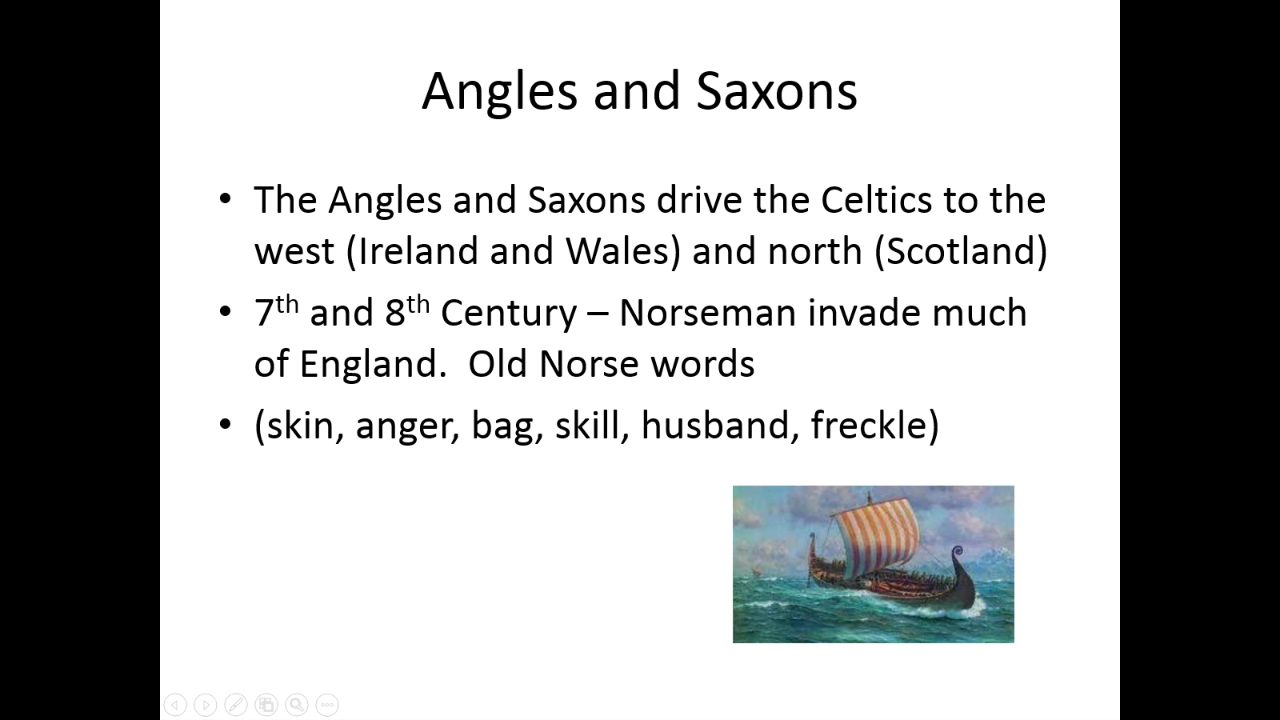 Angles and Saxons
• The Angles and Saxons drive the Celtics to the
west (Ireland and Wales) and north (Scotland)
• 7th and 8th Century – Norseman invade much
of England.  Old Norse words
• (skin, anger, bag, skill, husband, freckle)